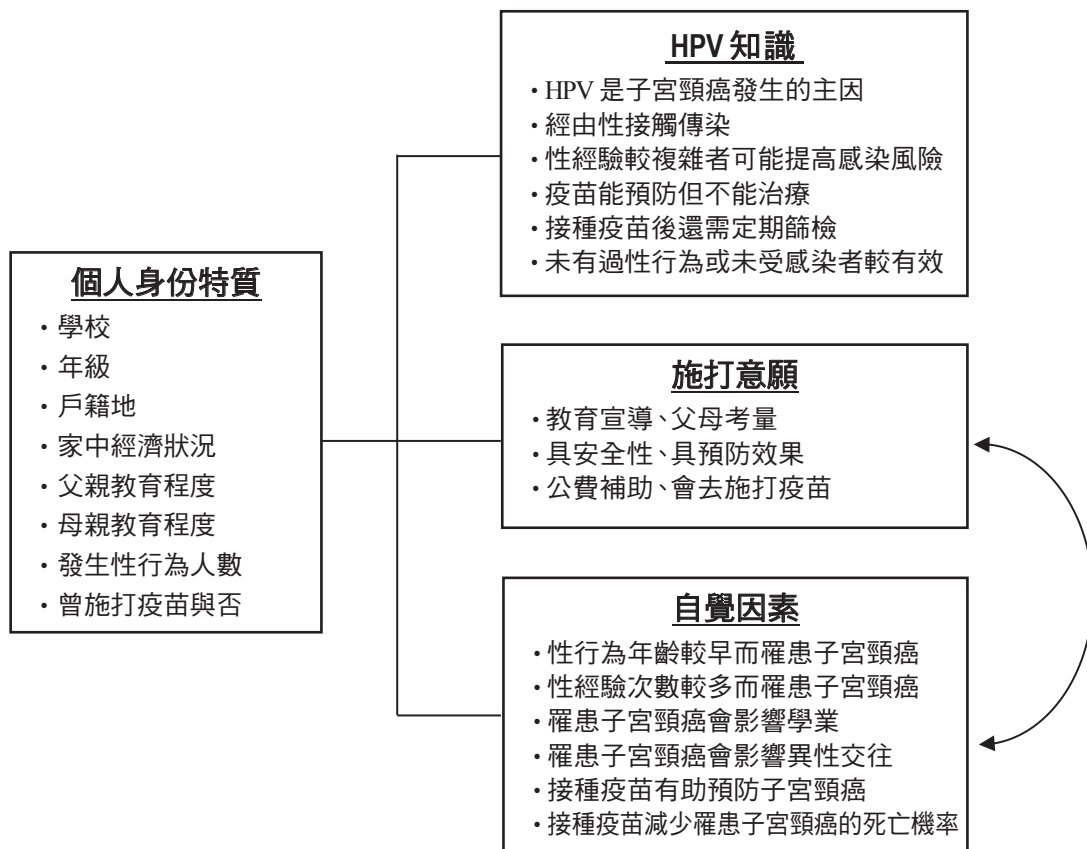 個人身份特質
・學校
・年級
・戶籍地
・家中經濟狀況
・父親教育程度
・母親教育程度
・發生性行為人數
・曾施打疫苗與否
HPV 知識
・HPV 是子宮頸癌發生的主因
・經由性接觸傳染
・性經驗較複雜者可能提高感染風險
・疫苗能預防但不能治療
・接種疫苗後還需定期篩檢
・未有過性行為或未受感染者較有效
施打意願
・教育宣導、父母考量
・具安全性、具預防效果
・公費補助、會去施打疫苗
自覺因素
・性行為年齡較早而罹患子宮頸癌
・性經驗次數較多而罹患子宮頸癌
・罹患子宮頸癌會影響學業
・罹患子宮頸癌會影響異性交往
・接種疫苗有助預防子宮頸癌
・接種疫苗減少罹患子宮頸癌的死亡機率